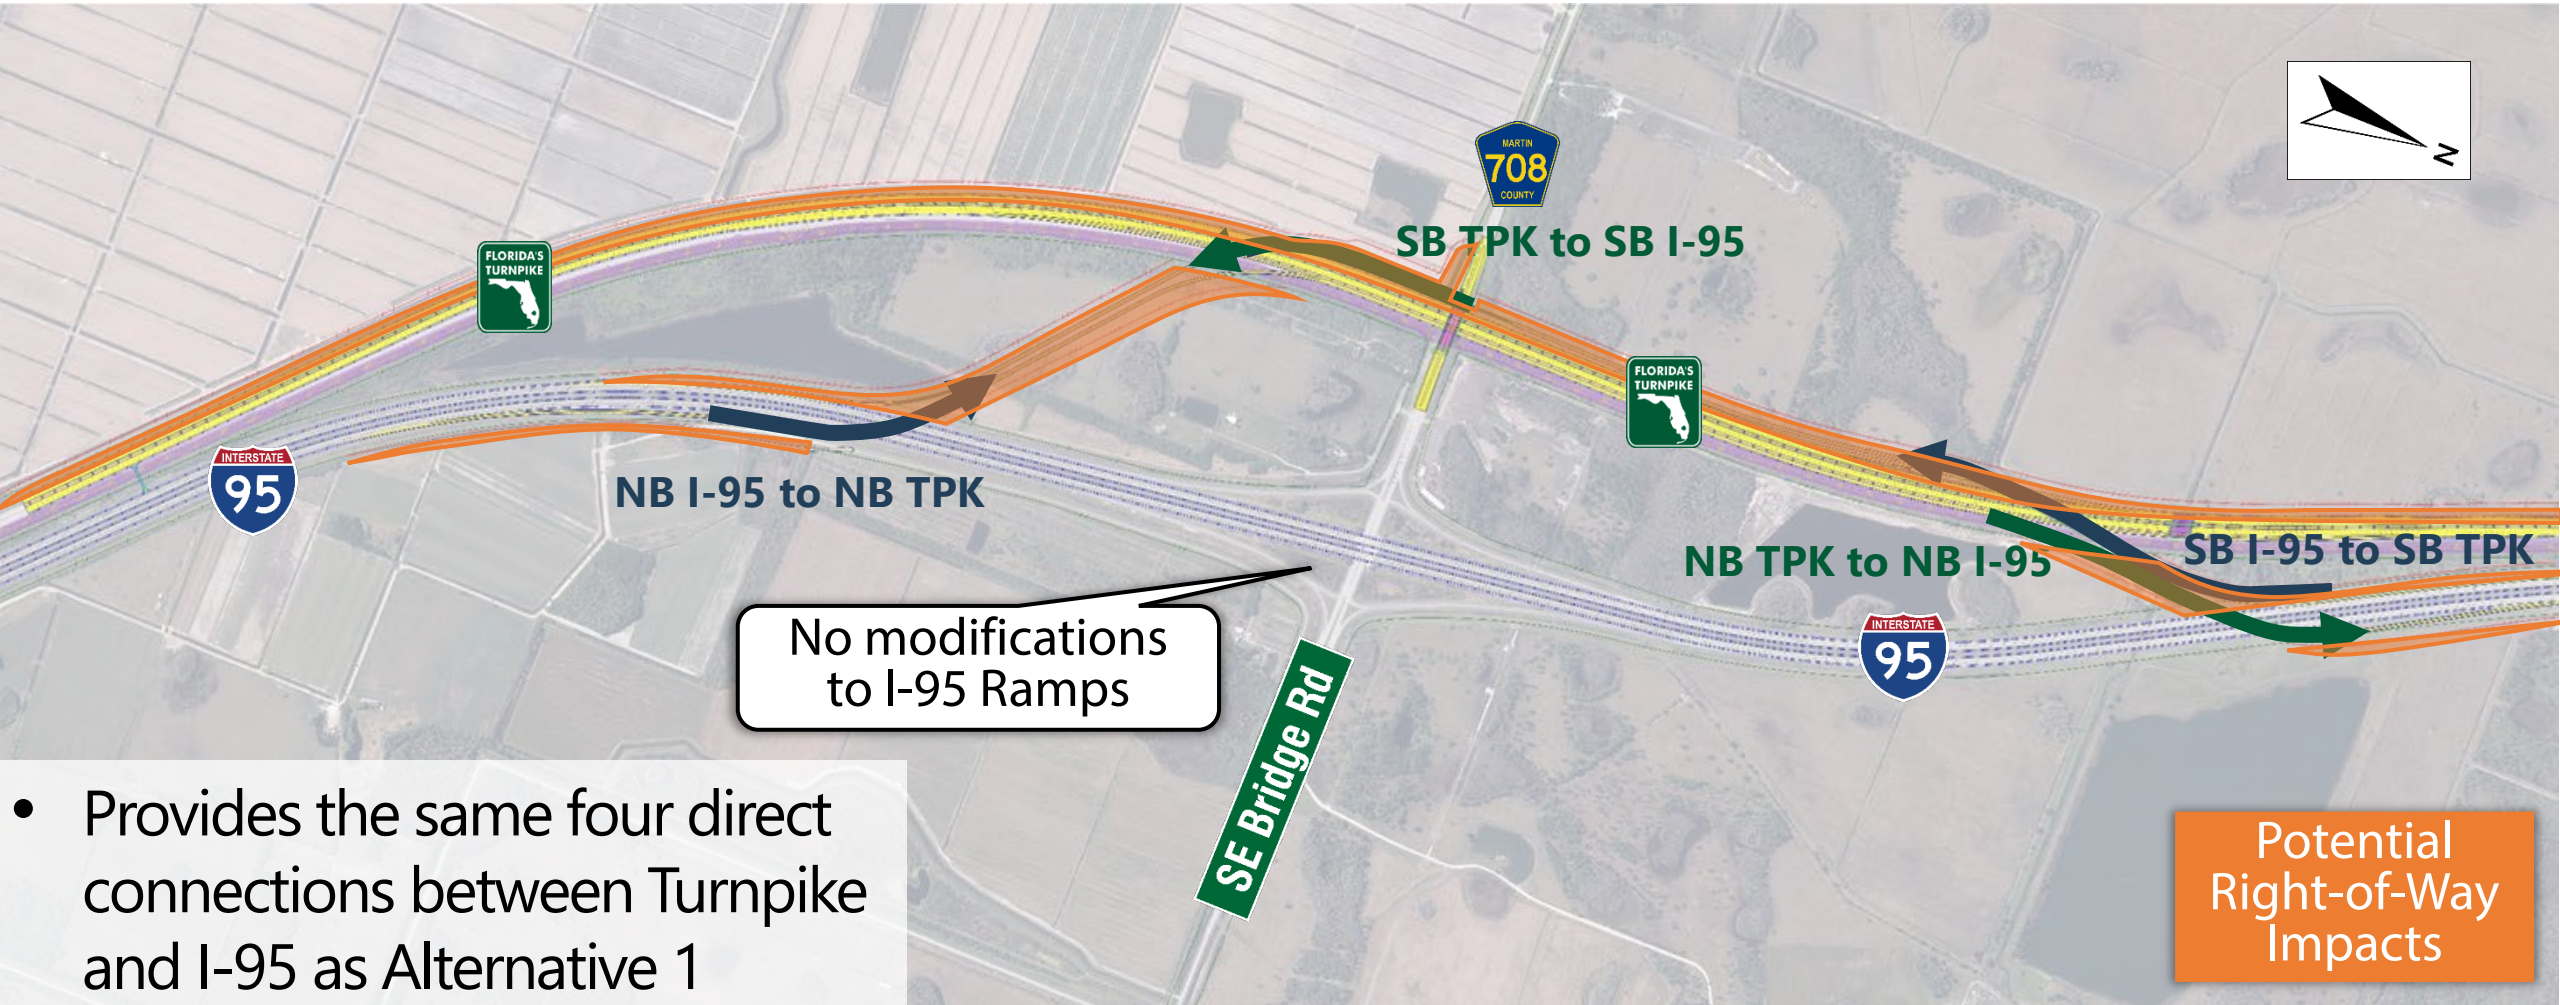 N
MARTIN
708
COUNTY
SB TPK to SB I-95
FLORIDA'S
TURNPIKE
FLORIDA'S
TURNPIKE
INTERSTATE
95
NB I-95 to NB TPK
NB TPK to NB I-95
SB I-95 to SB TPK
No modifications
to I-95 Ramps
INTERSTATE
95
SE Bridge Rd
• Provides the same four direct
connections between Turnpike
and I-95 as Alternative 1
Potential
Right-of-Way
Impacts